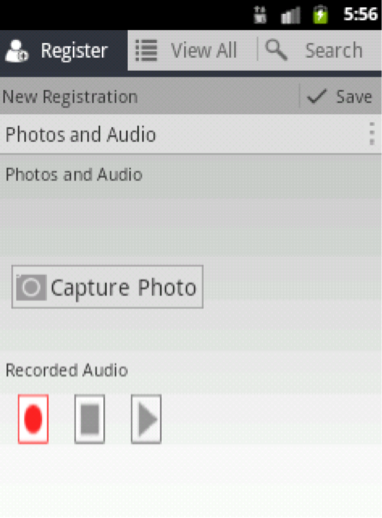 5:56
Register View All Search
New Registration Save
Photos and Audio
Photos and Audio
Capture Photo
Recorded Audio